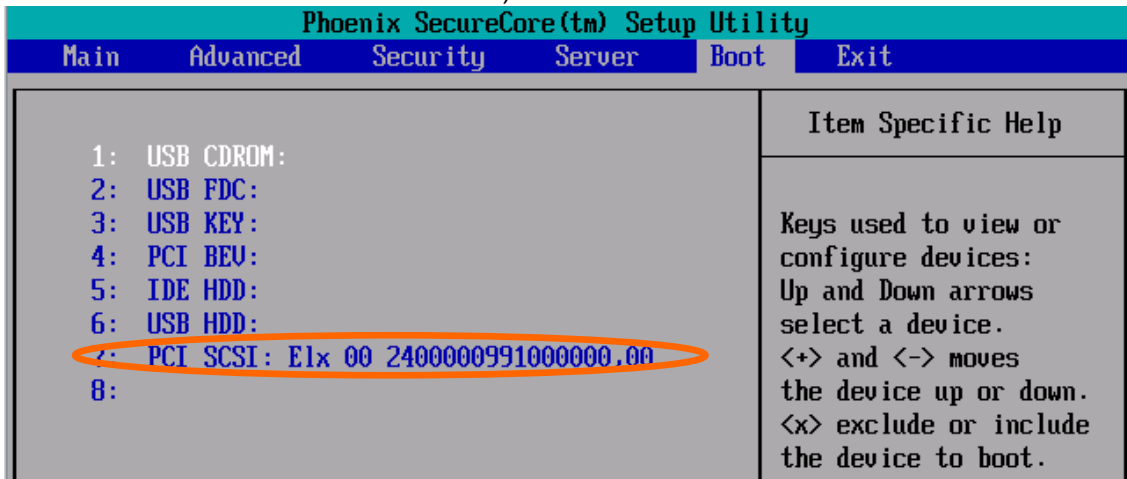 Phoenix SecureCore(tm) Setup Utility
Main Advanced Security Server Boot Exit
Item Specific Help
1: USB CDROM:
2: USB FDC:
3: USB KEY:
4: PCI BEV:
5: IDE HDD:
6: USB HDD:
7: PCI SCSI: Elx 00 2400000991000000,00
8:
Keys used to view or
configure devices:
Up and Down arrows
select a device.
<+> and <-> moves
the device up or down.
<x> exclude or include
the device to boot.